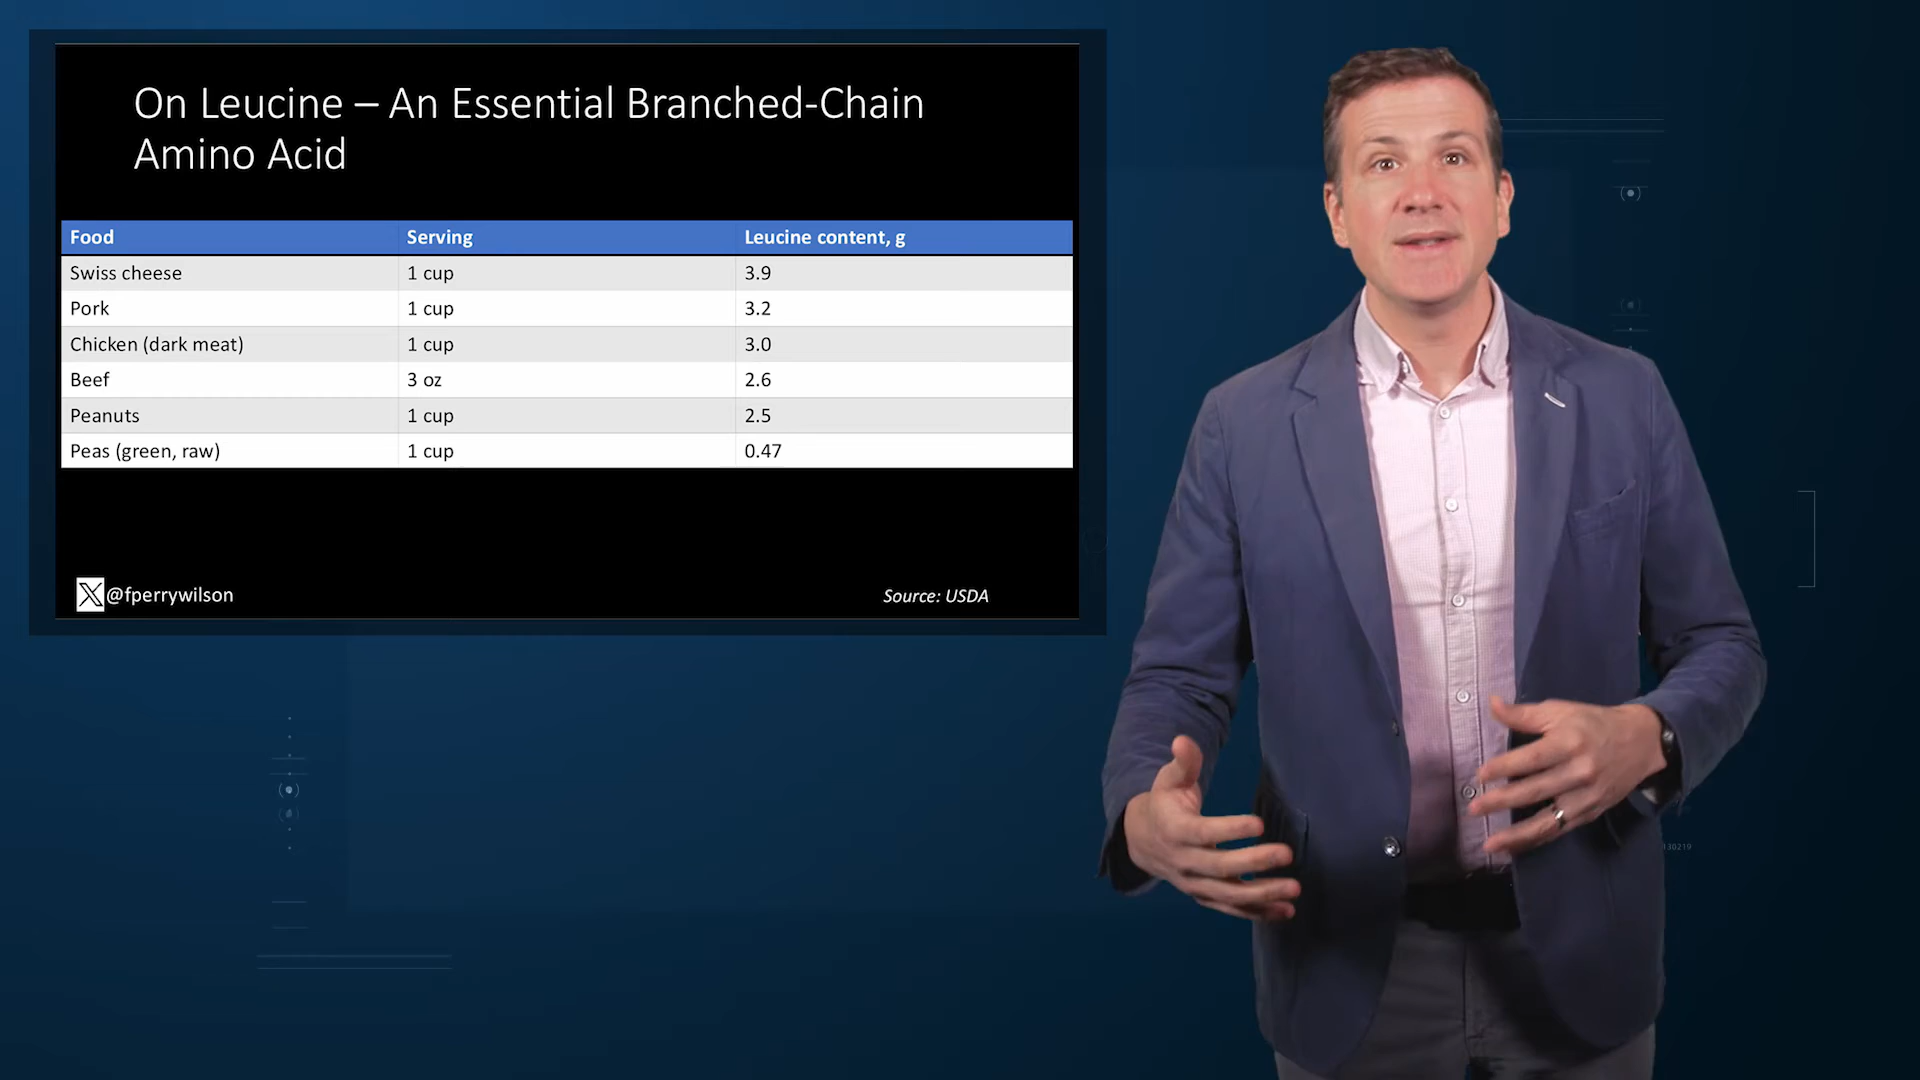 On Leucine – An Essential Branched-Chain
Amino Acid
Food Serving Leucine content, g
Swiss cheese 1 cup 3.9
Pork 1 cup 3.2
Chicken (dark meat) 1 cup 3.0
Beef 3 oz 2.6
Peanuts 1 cup 2.5
Peas (green, raw) 1 cup 0.47
@fperrywilson Source: USDA